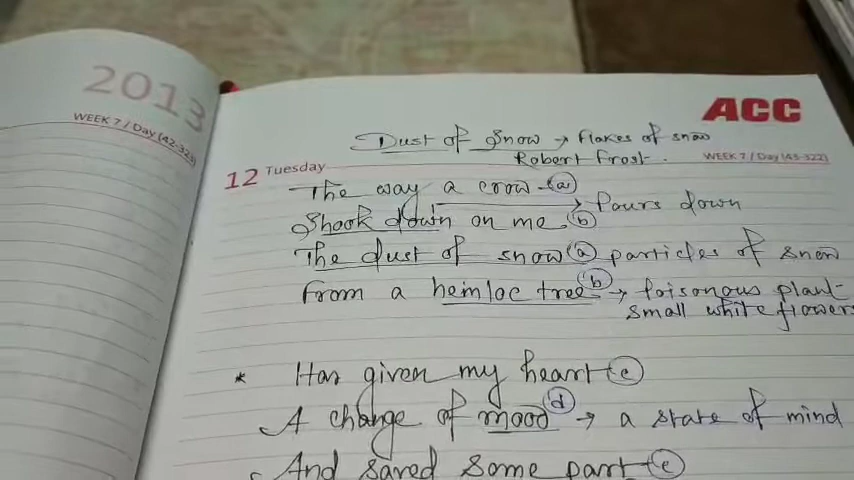 2013
WEEK 7 / Day (42-323)
ACC
Dust of Snow → flakes of snow
Robert Frost.
WEEK 7 / Day (43-322)
12 Tuesday
The way a crow (a)
Shook down on me (b) → Pours down
The dust of snow (a) particles of snow
From a hemloc tree (b) → poisonous plant
small white flowers
* Has given my heart (c)
A change of mood (d) → a state of mind
And saved some part (c)